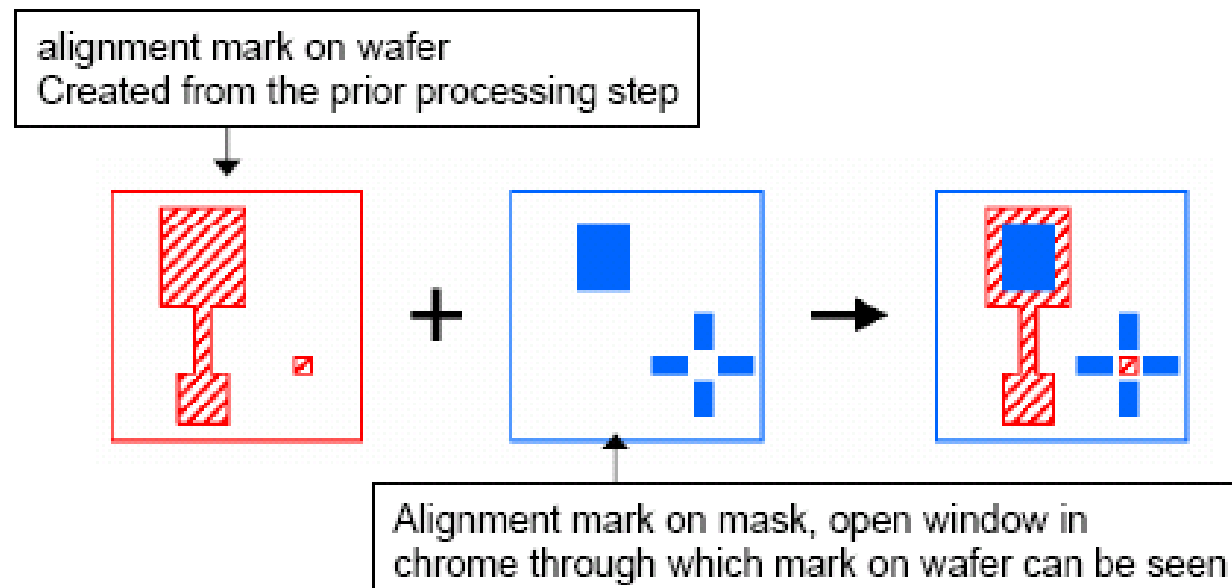 alignment mark on wafer
Created from the prior processing step
+
Alignment mark on mask, open window in
chrome through which mark on wafer can be seen